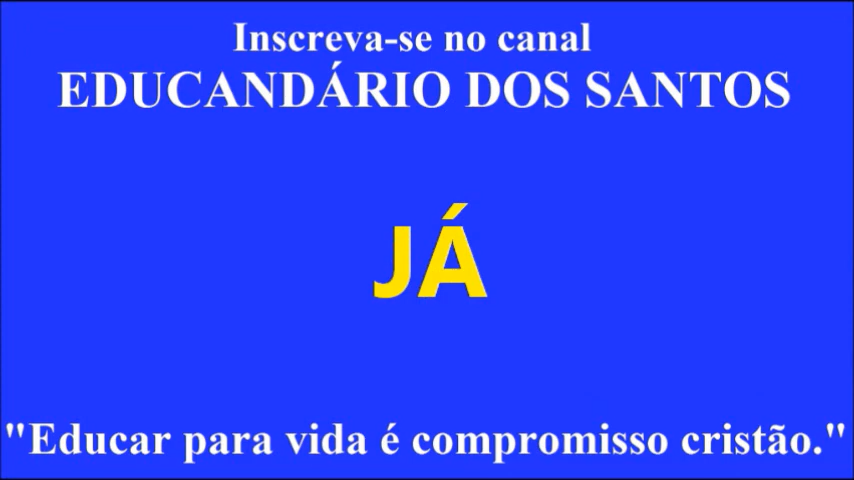 Inscreva-se no canal
EDUCANDÁRIO DOS SANTOS
JÁ
"Educar para vida é compromisso cristão."